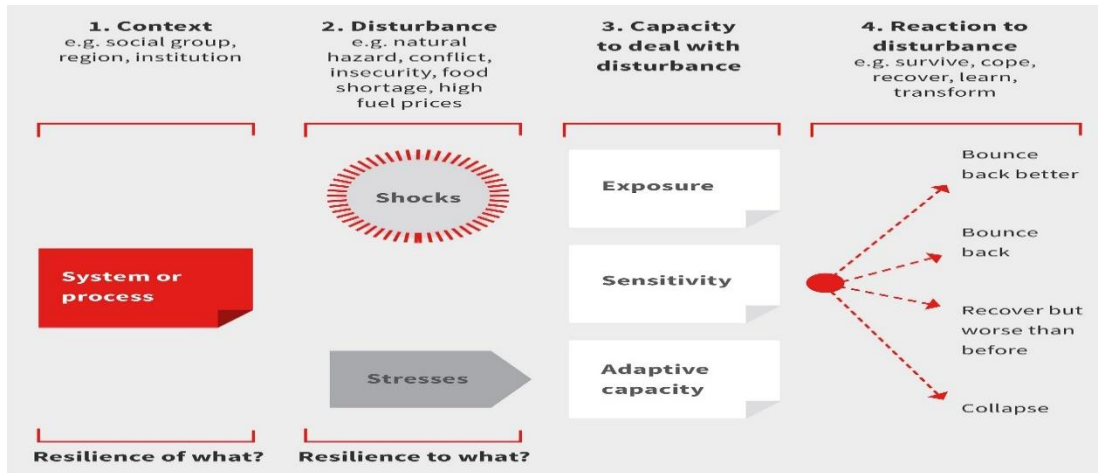 1. Context
e.g. social group,
region, institution
2. Disturbance
e.g. natural
hazard, conflict,
insecurity, food
shortage, high
fuel prices
3. Capacity
to deal with
disturbance
4. Reaction to
disturbance
e.g. survive, cope,
recover, learn,
transform
System or
process
Shocks
Stresses
Exposure
Sensitivity
Adaptive
capacity
Bounce
back better
Bounce
back
Recover but
worse than
before
Collapse
Resilience of what?
Resilience to what?